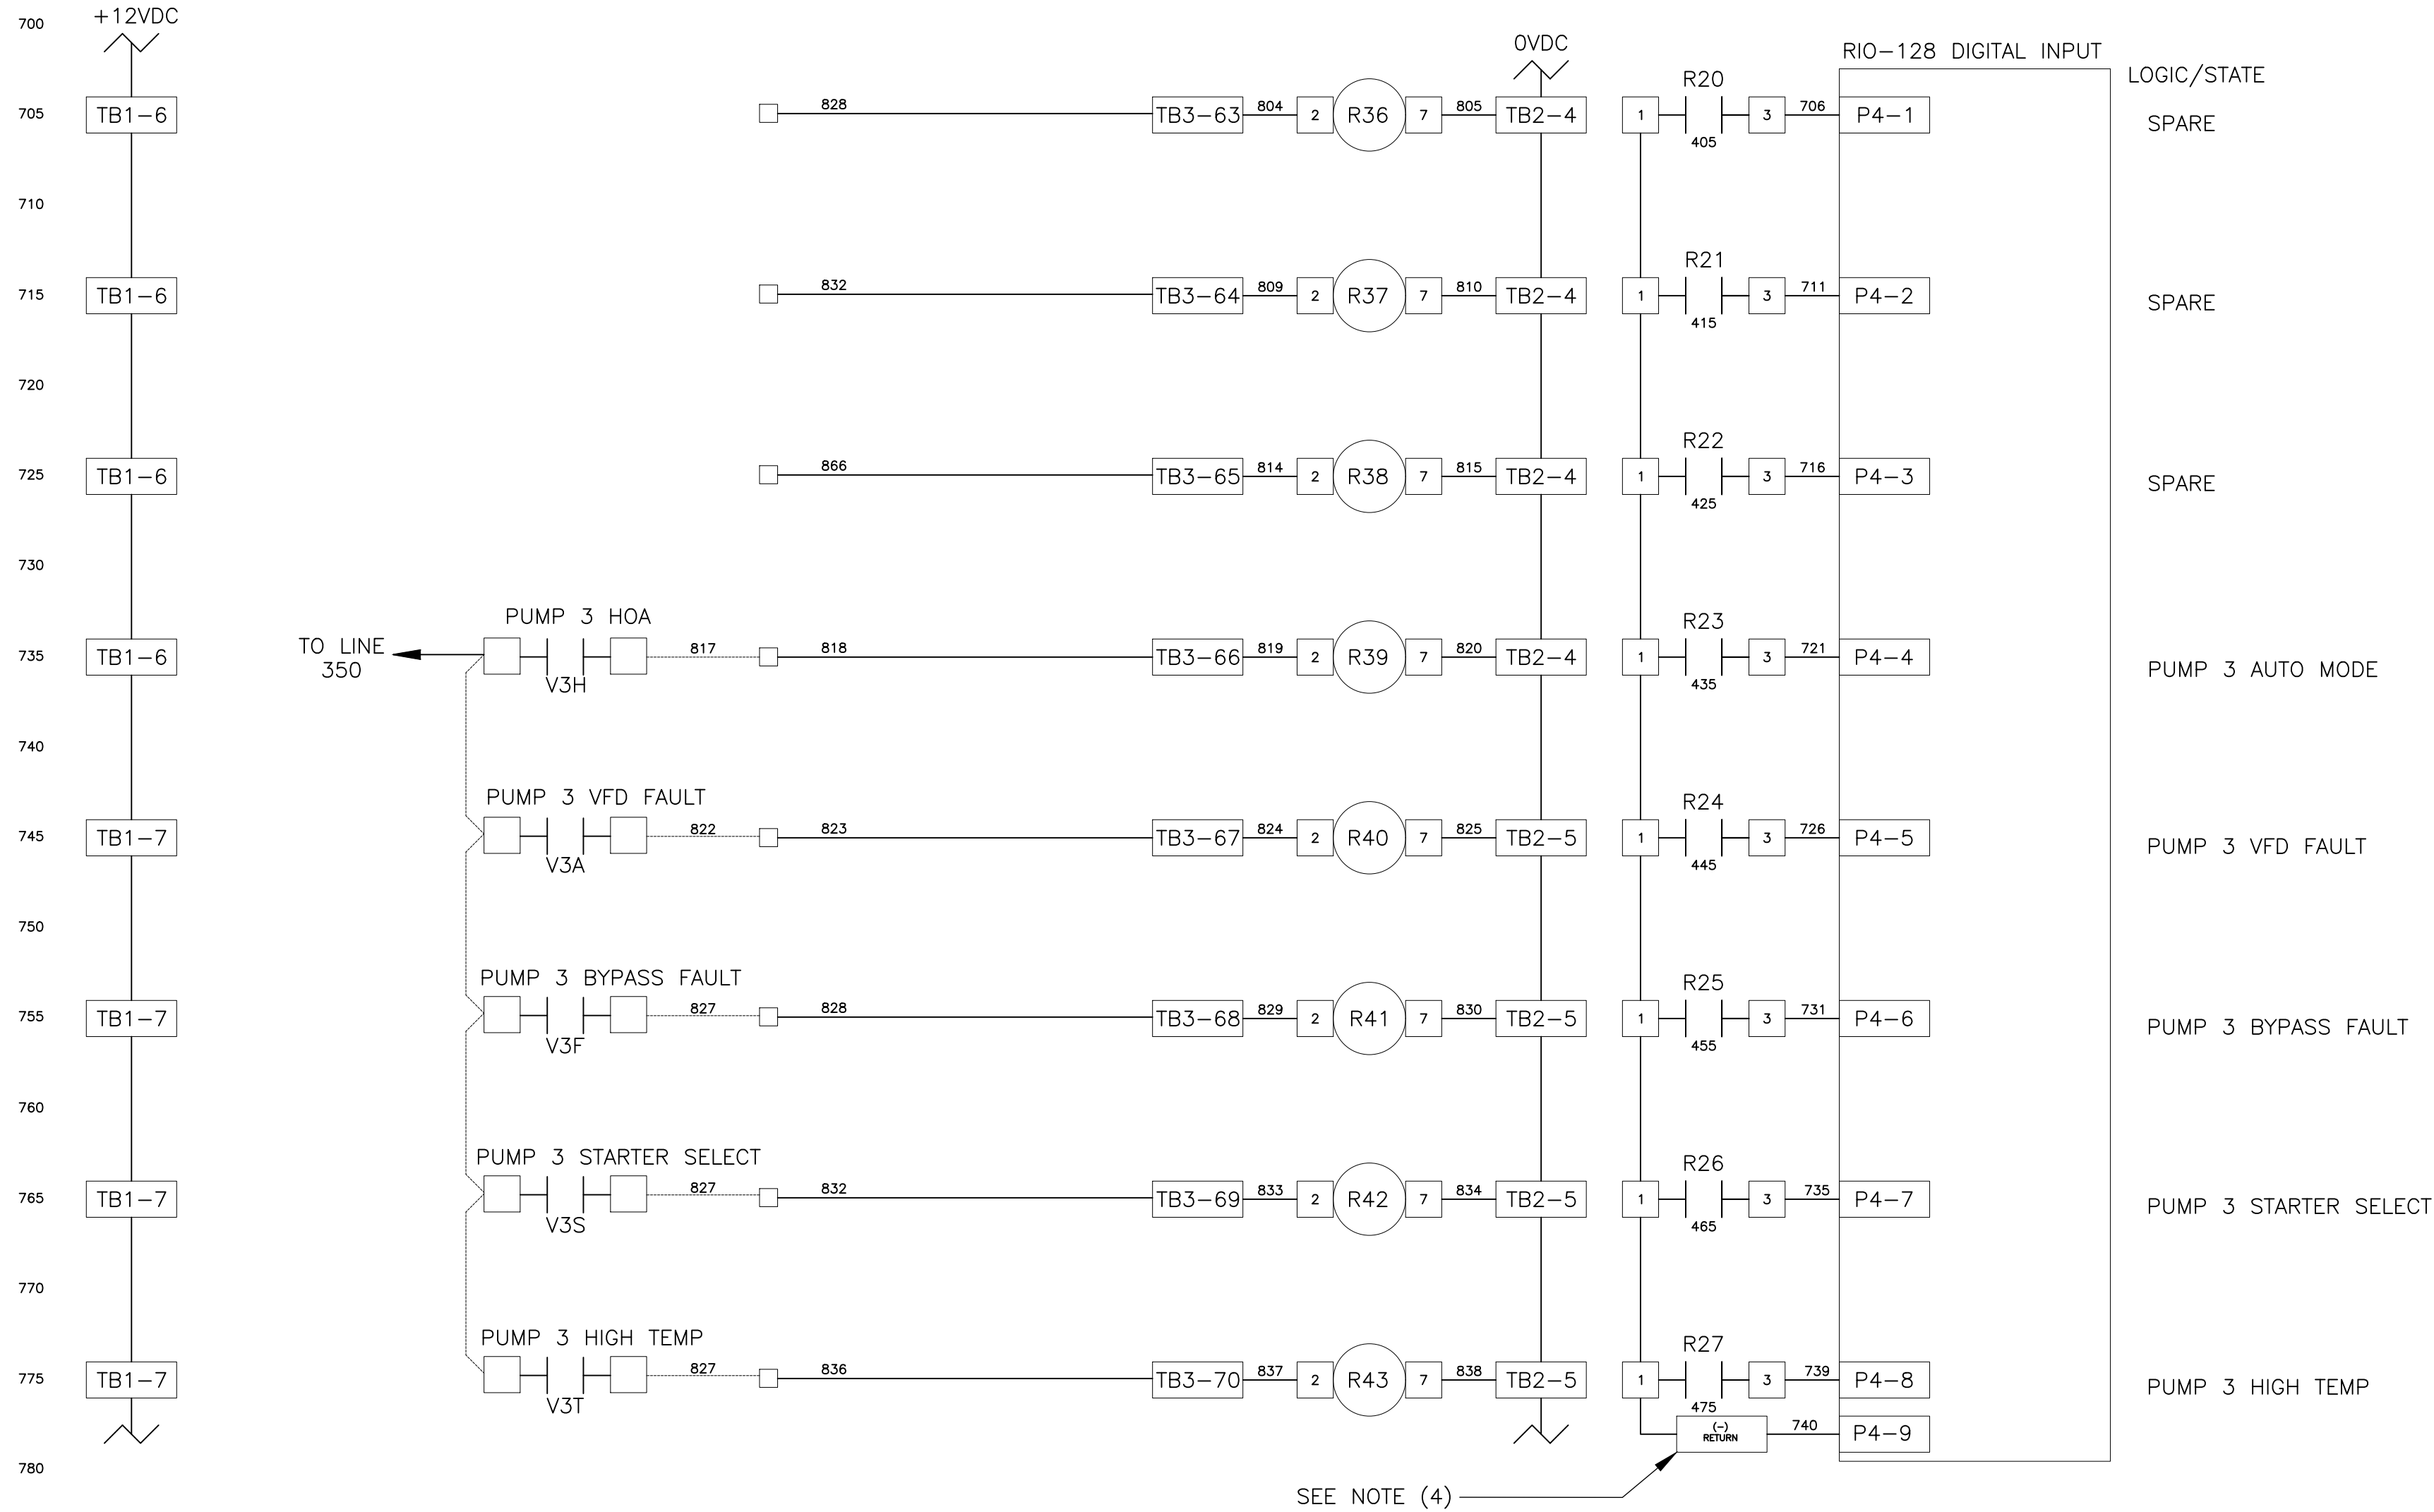 700
+12VDC
0VDC
RIO-128 DIGITAL INPUT
LOGIC/STATE
R20
705
TB1-6
828
TB3-63
804
2
R36
7
805
TB2-4
1
405
3
706
P4-1
SPARE
710
R21
715
TB1-6
832
TB3-64
809
2
R37
7
810
TB2-4
1
415
3
711
P4-2
SPARE
720
R22
725
TB1-6
866
TB3-65
814
2
R38
7
815
TB2-4
1
425
3
716
P4-3
SPARE
730
PUMP 3 HOA
R23
735
TB1-6
TO LINE
350
V3H
817
818
TB3-66
819
2
R39
7
820
TB2-4
1
435
3
721
P4-4
PUMP 3 AUTO MODE
740
PUMP 3 VFD FAULT
R24
745
TB1-7
V3A
822
823
TB3-67
824
2
R40
7
825
TB2-5
1
445
3
726
P4-5
PUMP 3 VFD FAULT
750
PUMP 3 BYPASS FAULT
R25
755
TB1-7
V3F
827
828
TB3-68
829
2
R41
7
830
TB2-5
1
455
3
731
P4-6
PUMP 3 BYPASS FAULT
760
PUMP 3 STARTER SELECT
R26
765
TB1-7
V3S
827
832
TB3-69
833
2
R42
7
834
TB2-5
1
465
3
735
P4-7
PUMP 3 STARTER SELECT
770
PUMP 3 HIGH TEMP
R27
775
TB1-7
V3T
827
836
TB3-70
837
2
R43
7
838
TB2-5
1
475
3
739
P4-8
PUMP 3 HIGH TEMP
(-)
RETURN
740
P4-9
780
SEE NOTE (4)